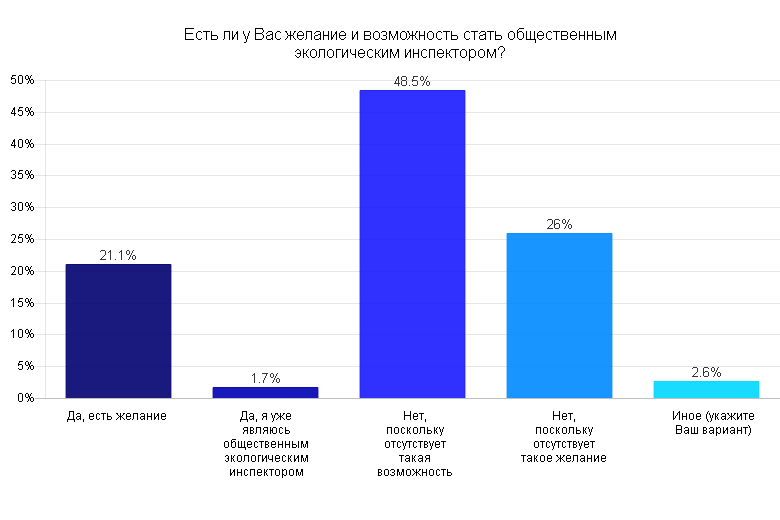 Есть ли у Вас желание и возможность стать общественным
экологическим инспектором?
50%
45%
40%
35%
30%
25%
20%
15%
10%
5%
0%
21.1%
1.7%
48.5%
26%
2.6%
Да, есть желание
Да, я уже
являюсь
общественным
экологическим
инспектором
Нет,
поскольку
отсутствует
такая
возможность
Нет,
поскольку
отсутствует
такое желание
Иное (укажите
Ваш вариант)